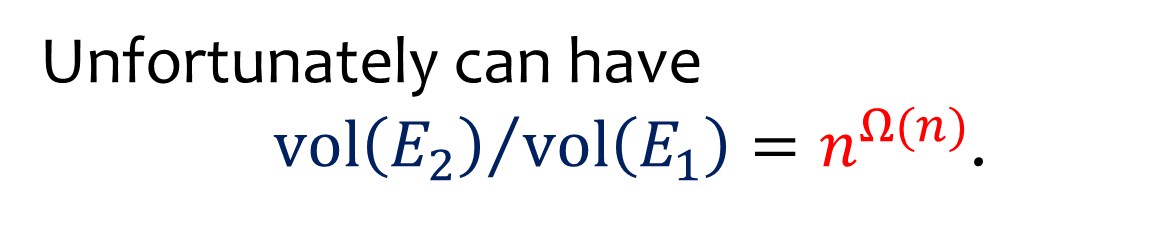 Unfortunately can have
vol(E₂)/vol(E₁) = n^Ω(n).